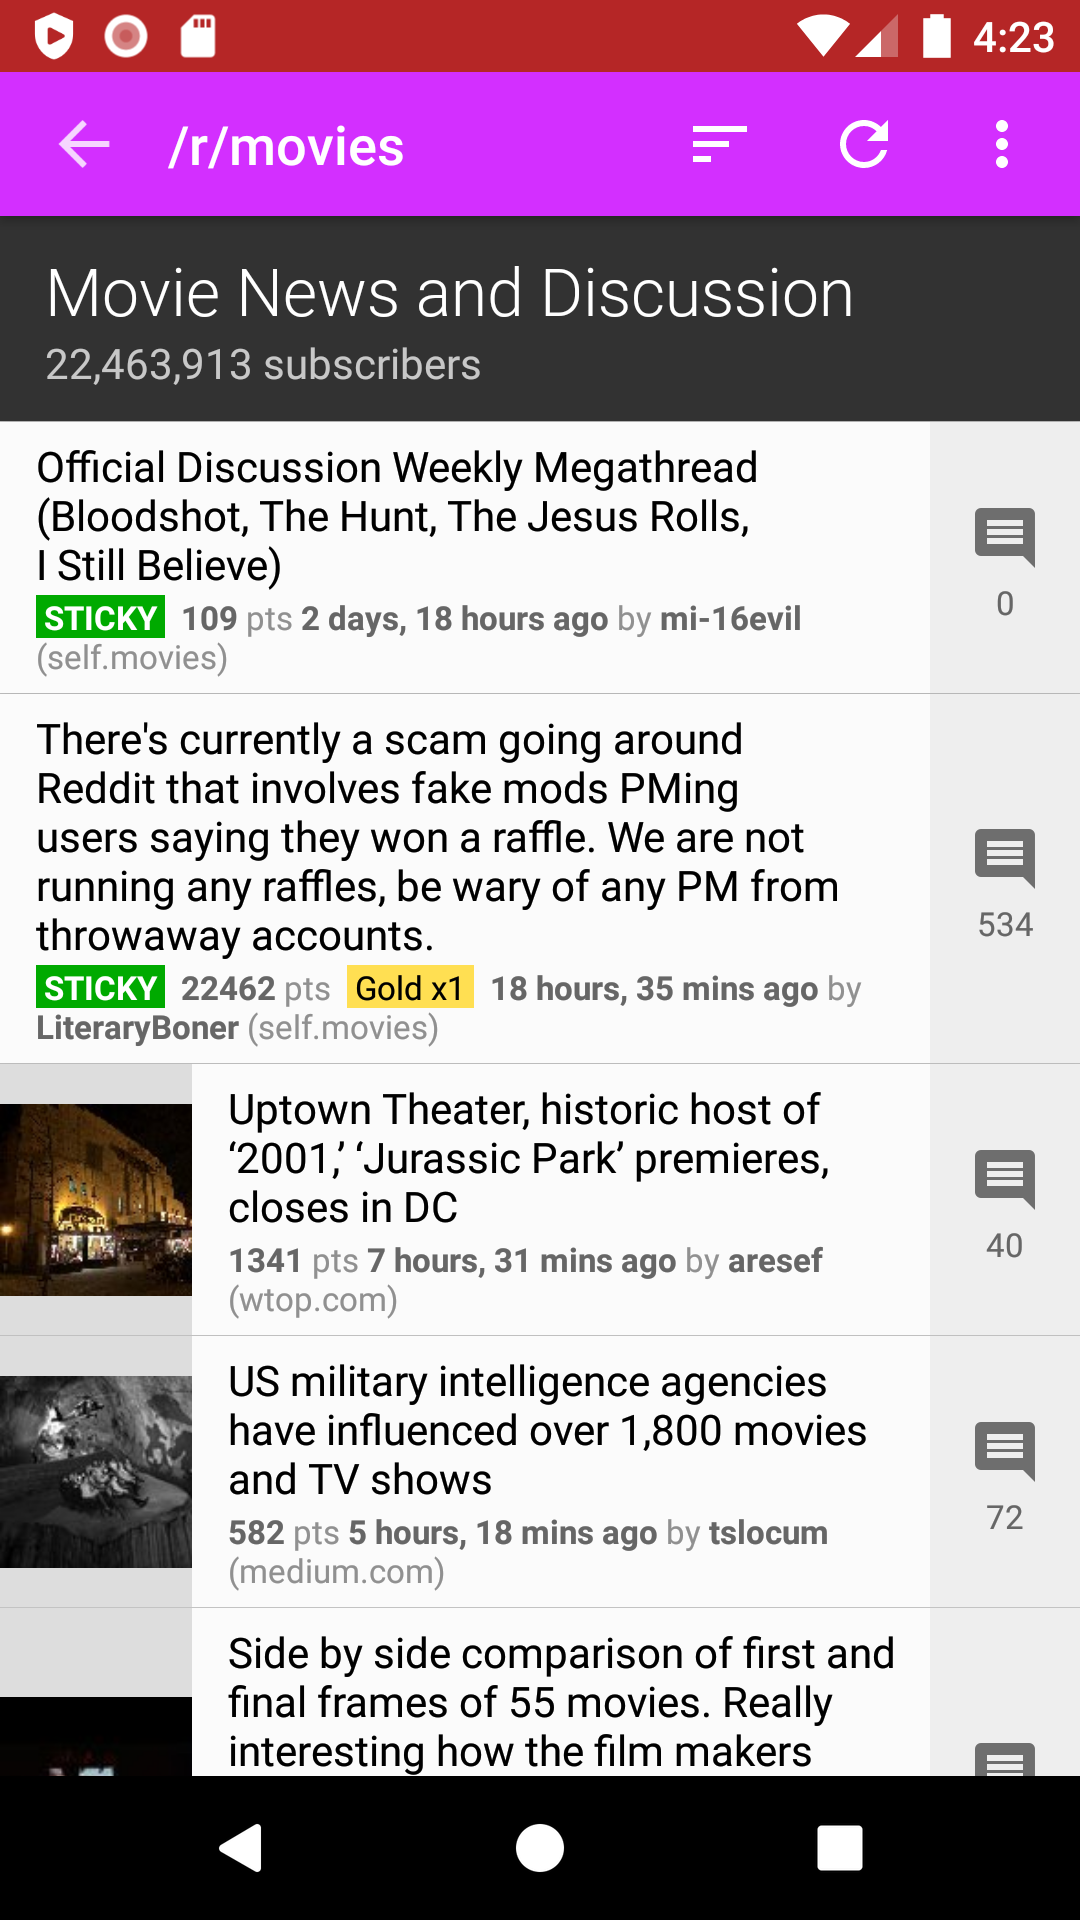 4:23
/r/movies
Movie News and Discussion
22,463,913 subscribers
Official Discussion Weekly Megathread
(Bloodshot, The Hunt, The Jesus Rolls,
I Still Believe)
STICKY 109 pts 2 days, 18 hours ago by mi-16evil
(self.movies)
0
There's currently a scam going around
Reddit that involves fake mods PMing
users saying they won a raffle. We are not
running any raffles, be wary of any PM from
throwaway accounts.
STICKY 22462 pts Gold x1 18 hours, 35 mins ago by
LiteraryBoner (self.movies)
534
Uptown Theater, historic host of
‘2001,’ ‘Jurassic Park’ premieres,
closes in DC
1341 pts 7 hours, 31 mins ago by aresef
(wtop.com)
40
US military intelligence agencies
have influenced over 1,800 movies
and TV shows
582 pts 5 hours, 18 mins ago by tslocum
(medium.com)
72
Side by side comparison of first and
final frames of 55 movies. Really
interesting how the film makers